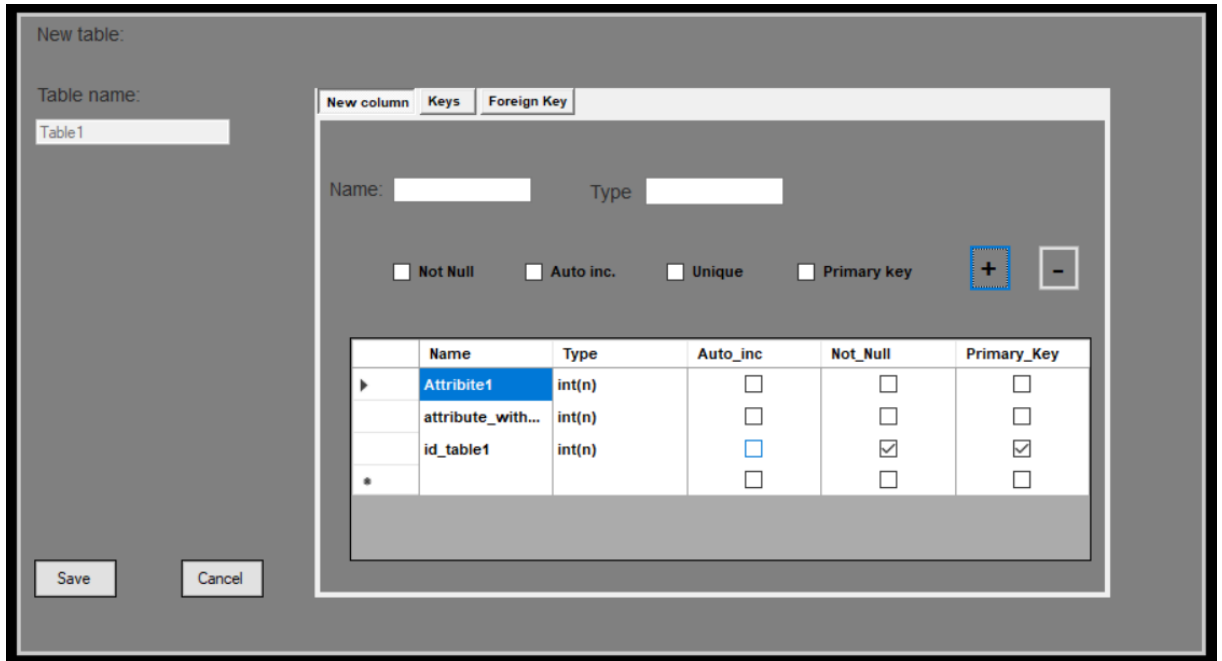 New table:
Table name:
Table1
New column Keys Foreign Key
Name: Type
Not Null Auto inc. Unique Primary key + -
Name Type Auto_inc Not_Null Primary_Key
Attribite1 int(n)
attribute_with... int(n)
id_table1 int(n)
Save Cancel